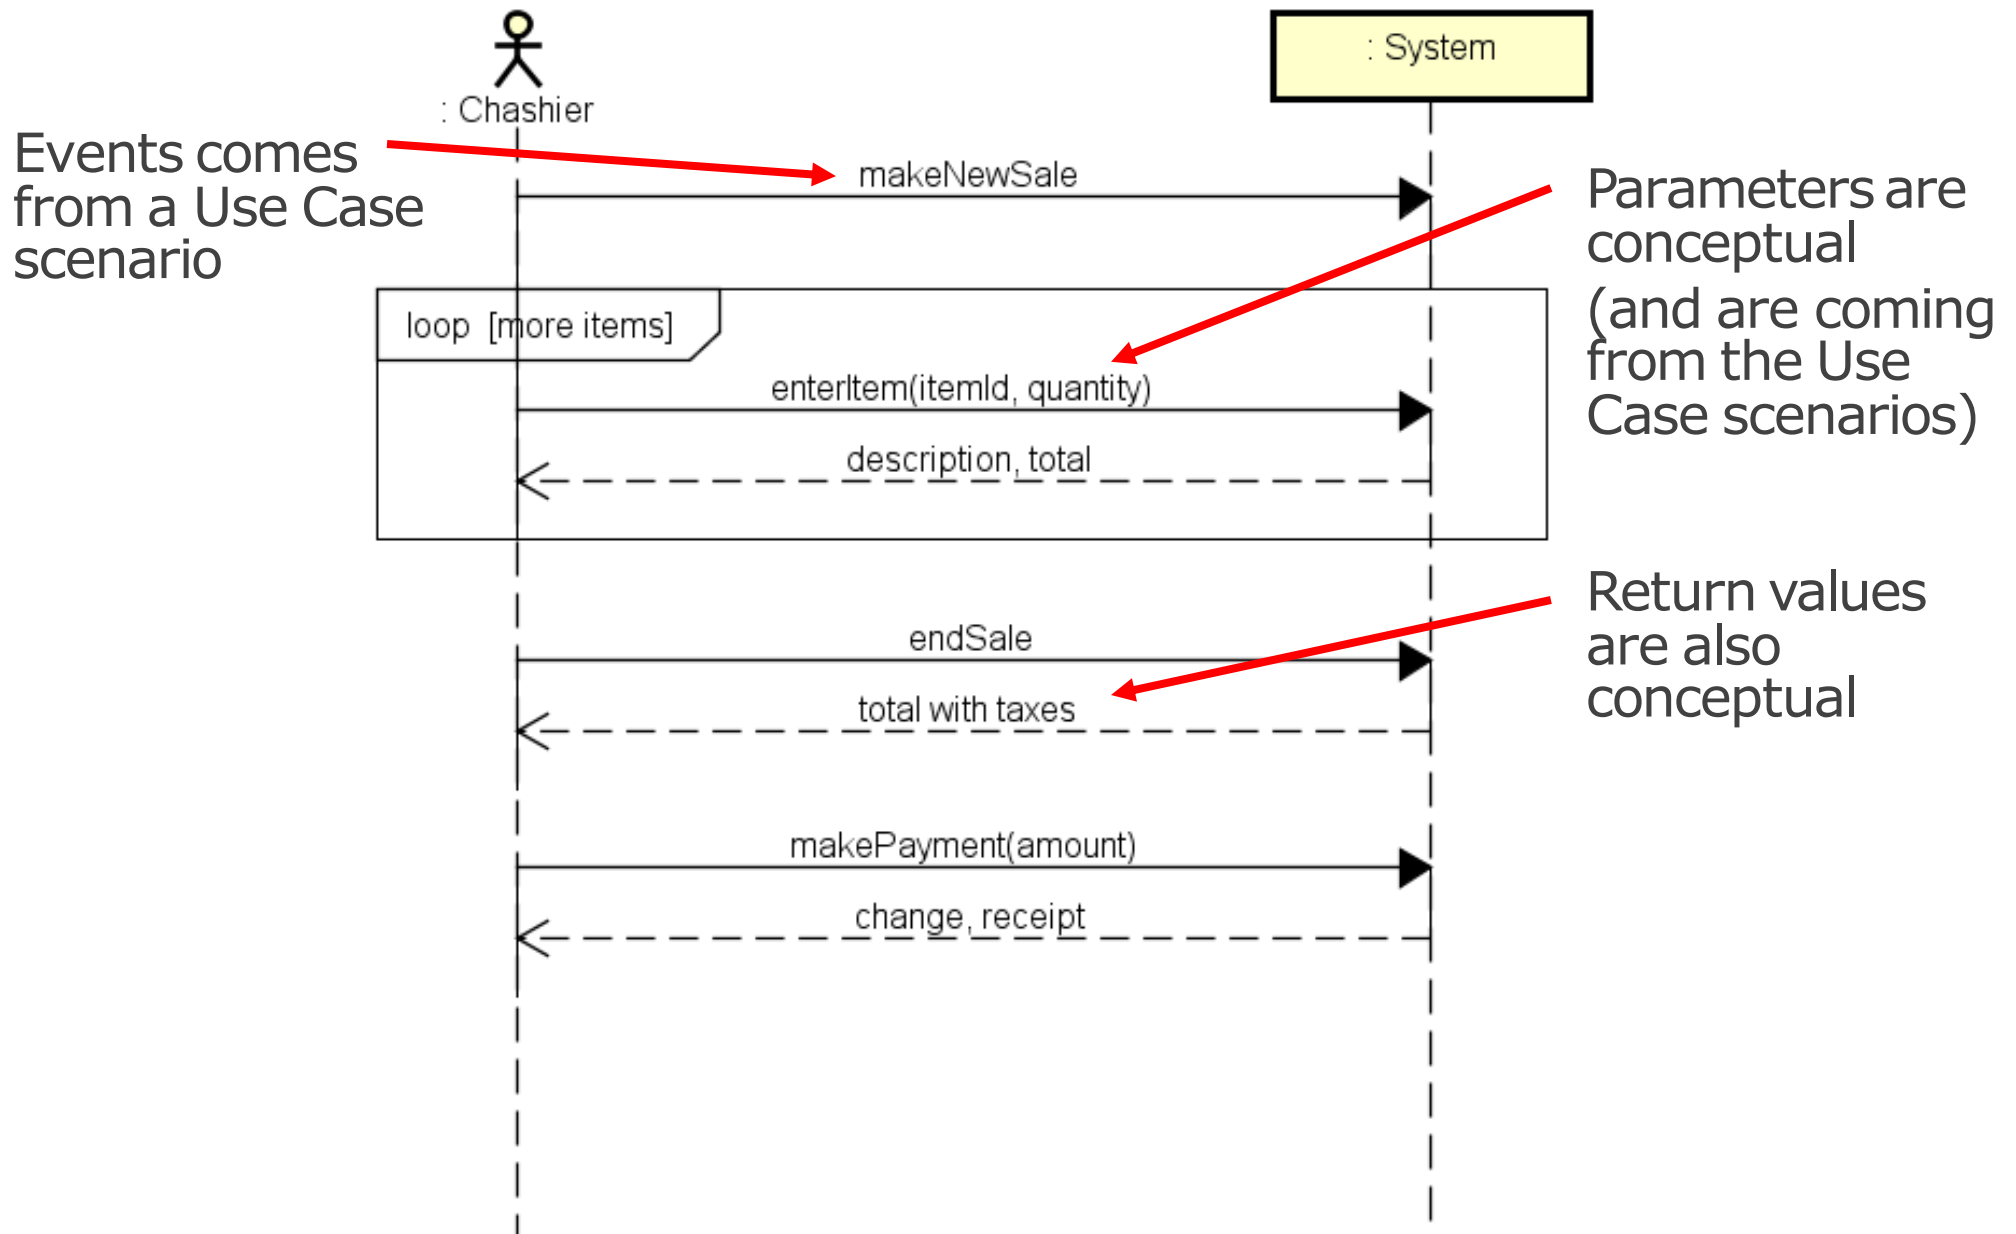 : Chashier
: System
Events comes
from a Use Case
scenario
makeNewSale
Parameters are
conceptual
(and are coming
from the Use
Case scenarios)
loop [more items]
enterItem(itemId, quantity)
description, total
endSale
total with taxes
Return values
are also
conceptual
makePayment(amount)
change, receipt